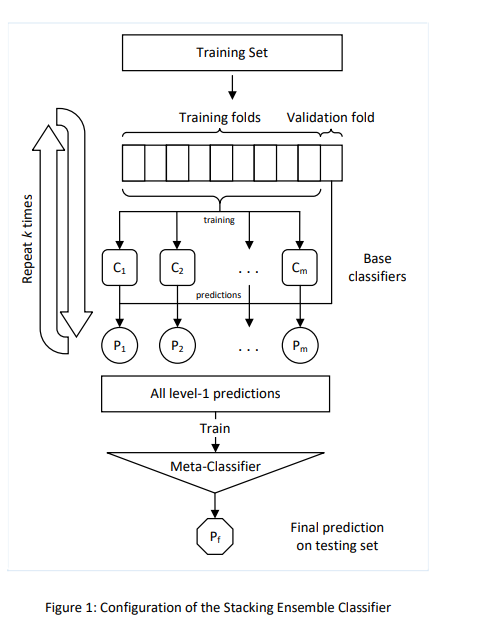 Training Set
Training folds
Validation fold
training
Repeat k times
C1
C2
...
Cm
Base
classifiers
predictions
P1
P2
...
Pm
All level-1 predictions
Train
Meta-Classifier
Pf
Final prediction
on testing set
Figure 1: Configuration of the Stacking Ensemble Classifier